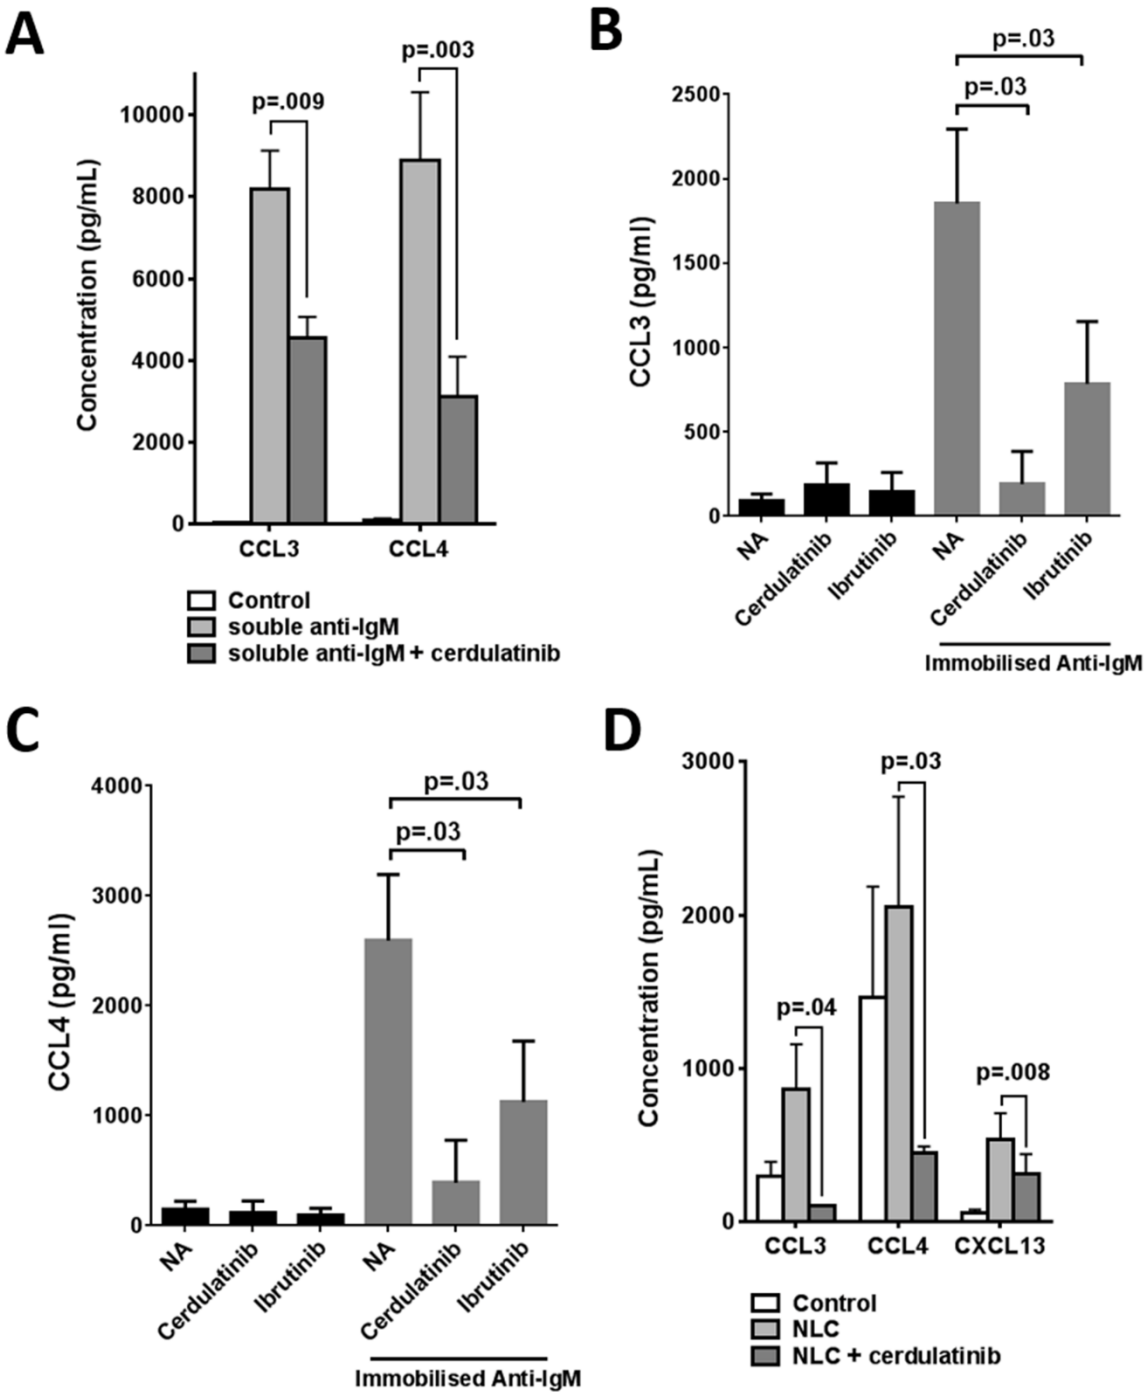 A
p=.003
p=.009
10000
8000
6000
4000
2000
0
Concentration (pg/mL)
CCL3
CCL4
Control
souble anti-IgM
soluble anti-IgM + cerdulatinib
B
p=.03
p=.03
2500
2000
1500
1000
500
0
CCL3 (pg/ml)
NA
Cerdulatinib
Ibrutinib
NA
Cerdulatinib
Ibrutinib
Immobilised Anti-IgM
C
4000
3000
2000
1000
0
p=.03
p=.03
CCL4 (pg/ml)
NA
Cerdulatinib
Ibrutinib
NA
Cerdulatinib
Ibrutinib
Immobilised Anti-IgM
D
3000
2000
1000
0
p=.03
p=.04
p=.008
Concentration (pg/mL)
CCL3
CCL4
CXCL13
Control
NLC
NLC + cerdulatinib